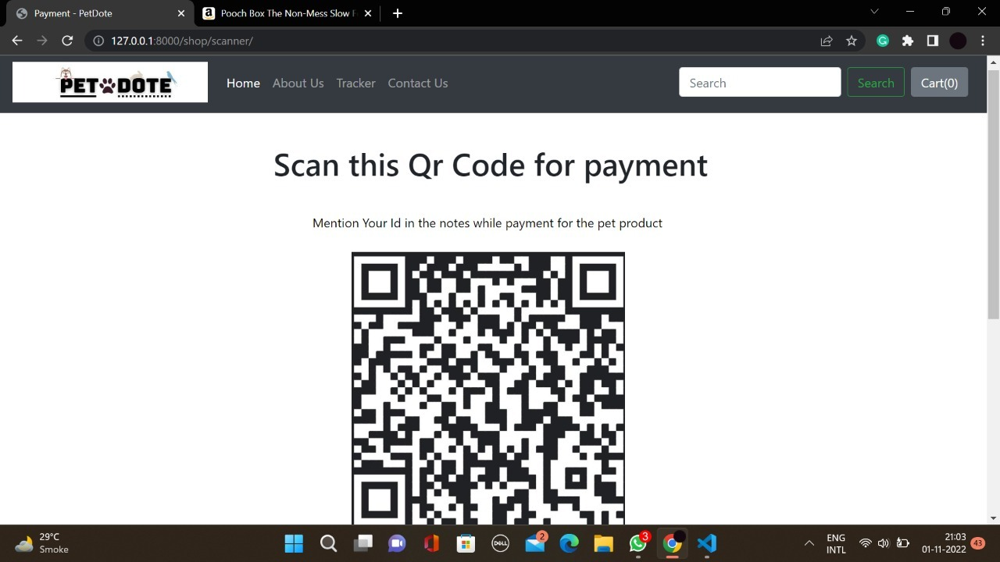 Payment - PetDote
Pooch Box The Non-Mess Slow F
127.0.0.1:8000/shop/scanner/
PET DOTE
Home About Us Tracker Contact Us
Search
Search
Cart(0)
Scan this Qr Code for payment
Mention Your Id in the notes while payment for the pet product
29°C
Smoke
DELL
2
3
ENG
INTL
21:03
01-11-2022
43